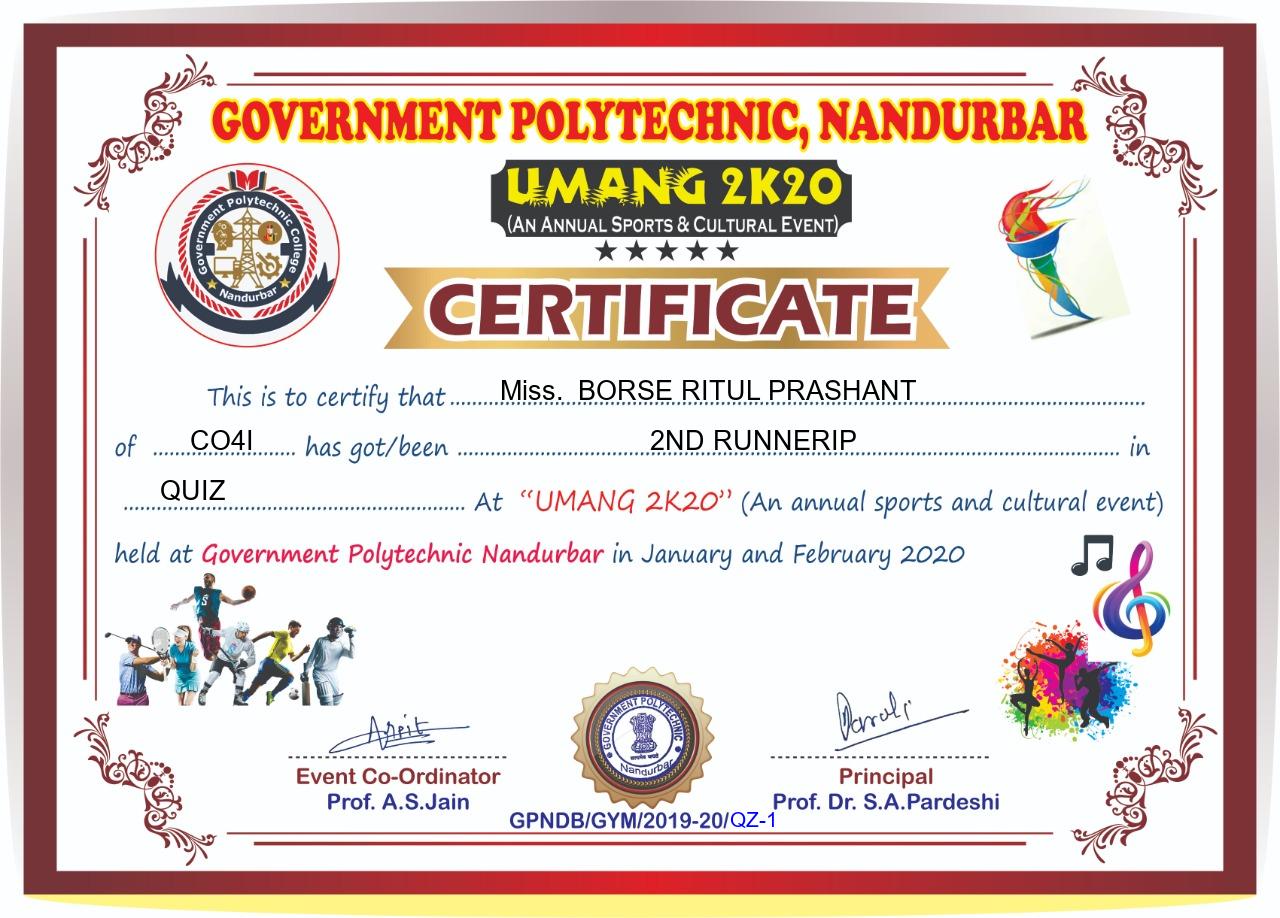 GOVERNMENT POLYTECHNIC, NANDURBAR
UMANG 2K20
(AN ANNUAL SPORTS & CULTURAL EVENT)
Government Polytechnic College
Nandurbar
CERTIFICATE
This is to certify that Miss. BORSE RITUL PRASHANT
of CO4I has got/been 2ND RUNNERIP in
QUIZ At “UMANG 2K20” (An annual sports and cultural event)
held at Government Polytechnic Nandurbar in January and February 2020
S
GOVERNMENT POLYTECHNIC
सत्यमेव जयते
Nandurbar
Event Co-Ordinator
Prof. A.S.Jain
Principal
Prof. Dr. S.A.Pardeshi
GPNDB/GYM/2019-20/QZ-1